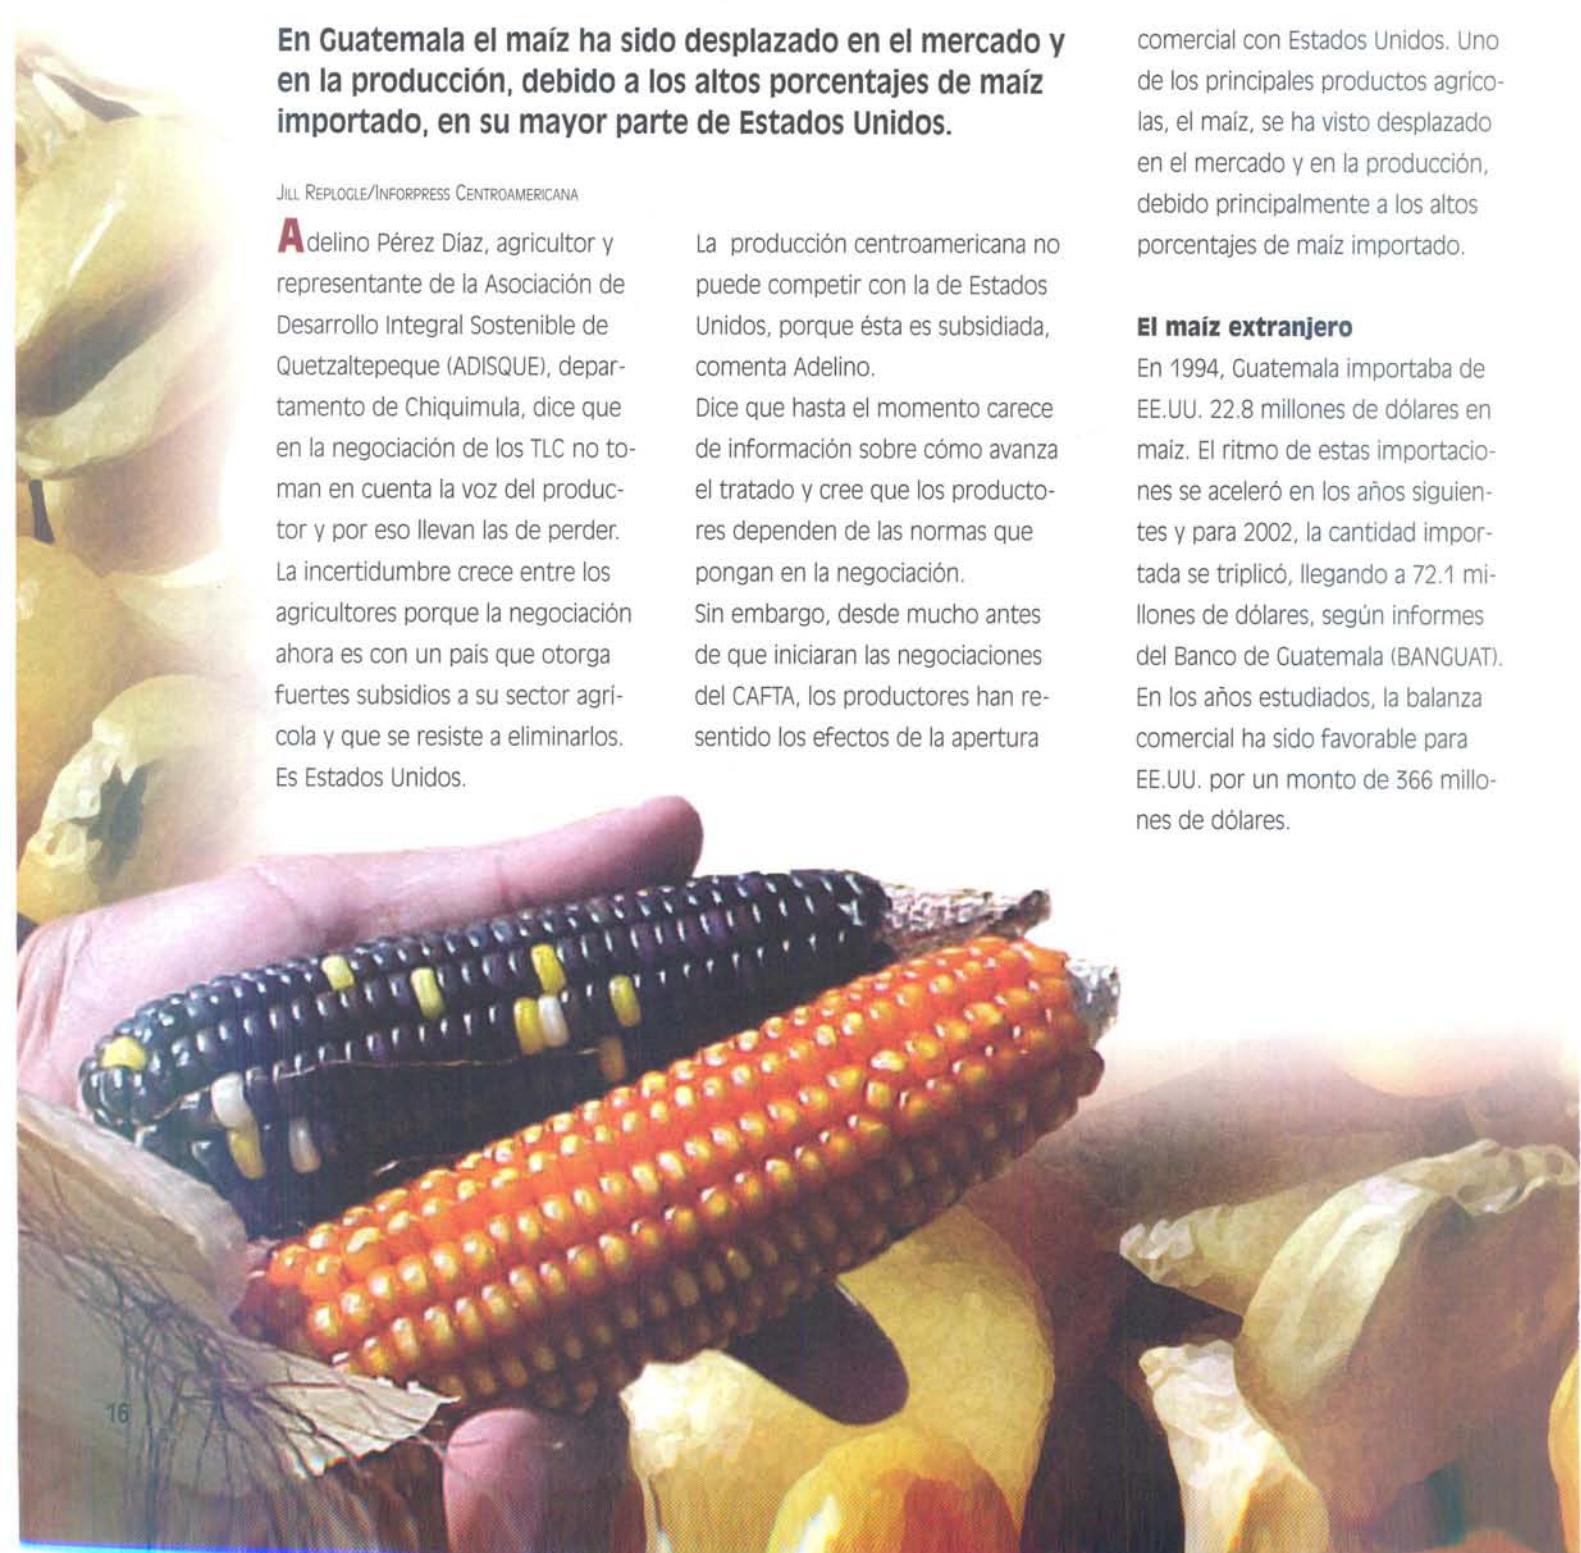 En Guatemala el maíz ha sido desplazado en el mercado y
en la producción, debido a los altos porcentajes de maíz
importado, en su mayor parte de Estados Unidos.
JILL REPLOGLE/INFORPRESS CENTROAMERICANA
Adelino Pérez Díaz, agricultor y
representante de la Asociación de
Desarrollo Integral Sostenible de
Quetzaltepeque (ADISQUE), depar-
tamento de Chiquimula, dice que
en la negociación de los TLC no to-
man en cuenta la voz del produc-
tor y por eso llevan las de perder.
La incertidumbre crece entre los
agricultores porque la negociación
ahora es con un país que otorga
fuertes subsidios a su sector agrí-
cola y que se resiste a eliminarlos.
Es Estados Unidos.
La producción centroamericana no
puede competir con la de Estados
Unidos, porque ésta es subsidiada,
comenta Adelino.
Dice que hasta el momento carece
de información sobre cómo avanza
el tratado y cree que los producto-
res dependen de las normas que
pongan en la negociación.
Sin embargo, desde mucho antes
de que iniciaran las negociaciones
del CAFTA, los productores han re-
sentido los efectos de la apertura
comercial con Estados Unidos. Uno
de los principales productos agríco-
las, el maíz, se ha visto desplazado
en el mercado y en la producción,
debido principalmente a los altos
porcentajes de maíz importado.
El maíz extranjero
En 1994, Guatemala importaba de
EE.UU. 22.8 millones de dólares en
maíz. El ritmo de estas importacio-
nes se aceleró en los años siguien-
tes y para 2002, la cantidad impor-
tada se triplicó, llegando a 72.1 mi-
llones de dólares, según informes
del Banco de Guatemala (BANGUAT).
En los años estudiados, la balanza
comercial ha sido favorable para
EE.UU. por un monto de 366 millo-
nes de dólares.
16